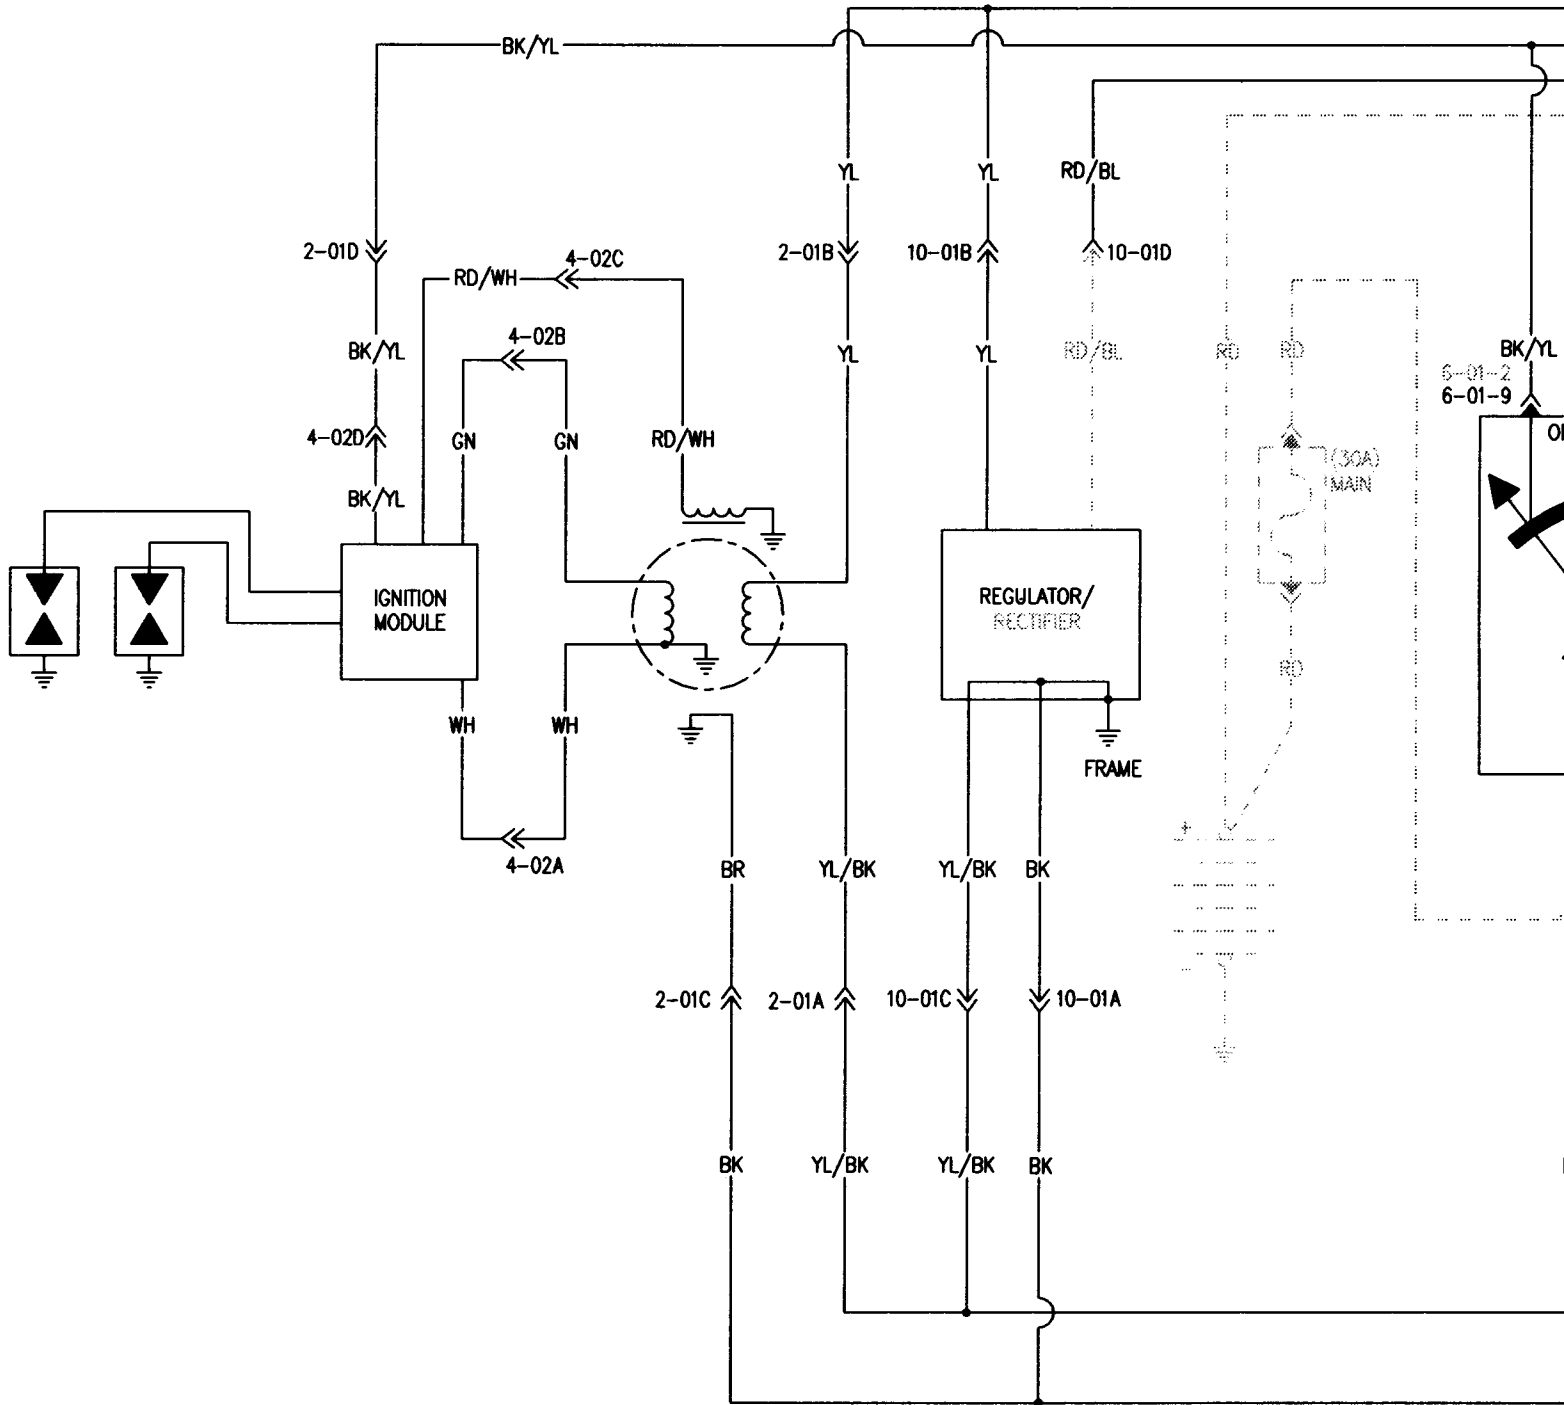 BK/YL
YL
YL
RD/BL
2-01D
4-02C
2-01B
10-01B
10-01D
RD/WH
4-02B
BK/YL
YL
YL
RD/BL
RD
RD
BK/YL
6-01-2
6-01-9
4-02D
GN
GN
RD/WH
(30A)
MAIN
BK/YL
IGNITION
MODULE
REGULATOR/
RECTIFIER
RD
WH
WH
FRAME
+
4-02A
BR
YL/BK
YL/BK
BK
-
2-01C
2-01A
10-01C
10-01A
BK
YL/BK
YL/BK
BK